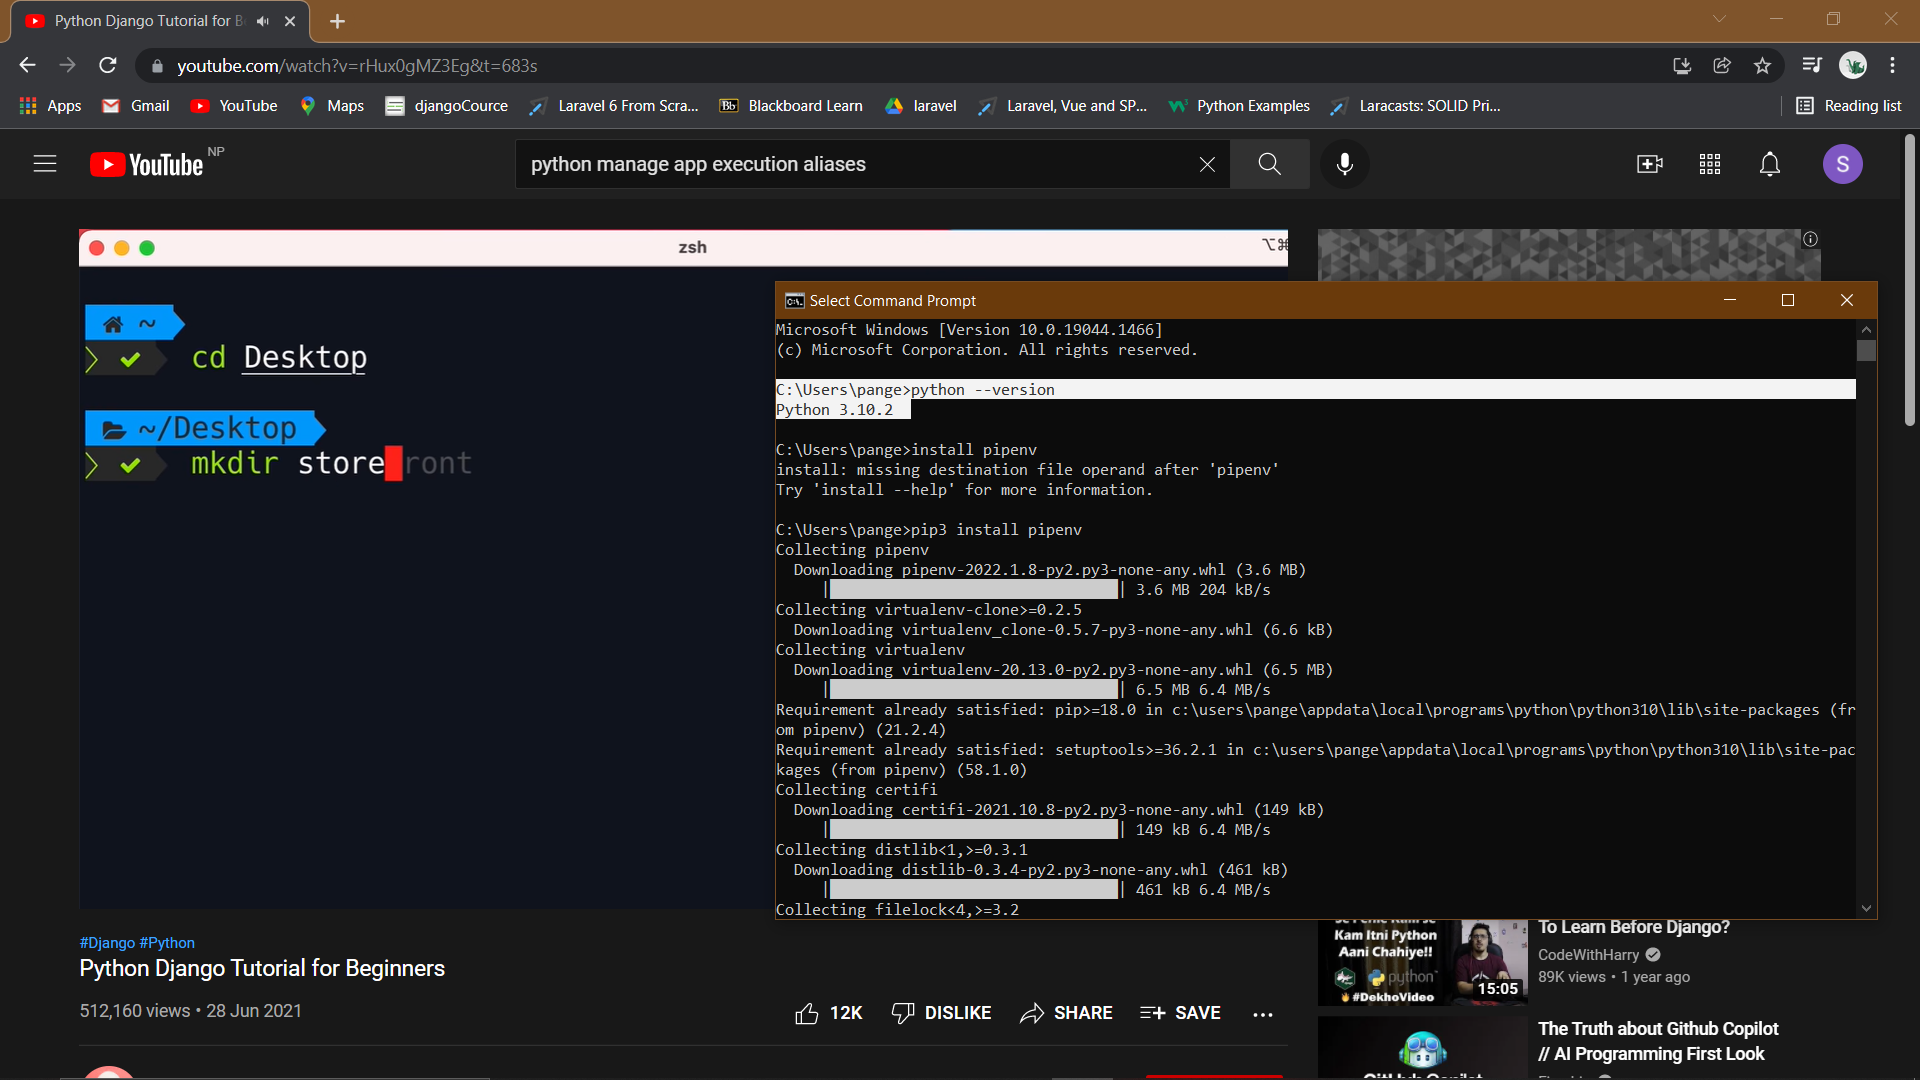 Python Django Tutorial for B
youtube.com/watch?v=rHux0gMZ3Eg&t=683s
Apps
Gmail
YouTube
Maps
djangoCource
Laravel 6 From Scra...
Bb
Blackboard Learn
laravel
Laravel, Vue and SP...
Python Examples
Laracasts: SOLID Pri...
Reading list
YouTube NP
python manage app execution aliases
S
zsh
~
cd Desktop
~/Desktop
mkdir storefront
Select Command Prompt
Microsoft Windows [Version 10.0.19044.1466]
(c) Microsoft Corporation. All rights reserved.
C:\Users\pange>python --version
Python 3.10.2
C:\Users\pange>install pipenv
install: missing destination file operand after 'pipenv'
Try 'install --help' for more information.
C:\Users\pange>pip3 install pipenv
Collecting pipenv
Downloading pipenv-2022.1.8-py2.py3-none-any.whl (3.6 MB)
| | 3.6 MB 204 kB/s
Collecting virtualenv-clone>=0.2.5
Downloading virtualenv_clone-0.5.7-py3-none-any.whl (6.6 kB)
Collecting virtualenv
Downloading virtualenv-20.13.0-py2.py3-none-any.whl (6.5 MB)
| | 6.5 MB 6.4 MB/s
Requirement already satisfied: pip>=18.0 in c:\users\pange\appdata\local\programs\python\python310\lib\site-packages (fr
om pipenv) (21.2.4)
Requirement already satisfied: setuptools>=36.2.1 in c:\users\pange\appdata\local\programs\python\python310\lib\site-pac
kages (from pipenv) (58.1.0)
Collecting certifi
Downloading certifi-2021.10.8-py2.py3-none-any.whl (149 kB)
| | 149 kB 6.4 MB/s
Collecting distlib<1,>=0.3.1
Downloading distlib-0.3.4-py2.py3-none-any.whl (461 kB)
| | 461 kB 6.4 MB/s
Collecting filelock<4,>=3.2
#Django #Python
Python Django Tutorial for Beginners
512,160 views • 28 Jun 2021
12K
DISLIKE
SHARE
SAVE
Kam Itni Python
Aani Chahiye!!
python
#DekhoVideo
15:05
To Learn Before Django?
CodeWithHarry
89K views • 1 year ago
The Truth about Github Copilot
// AI Programming First Look